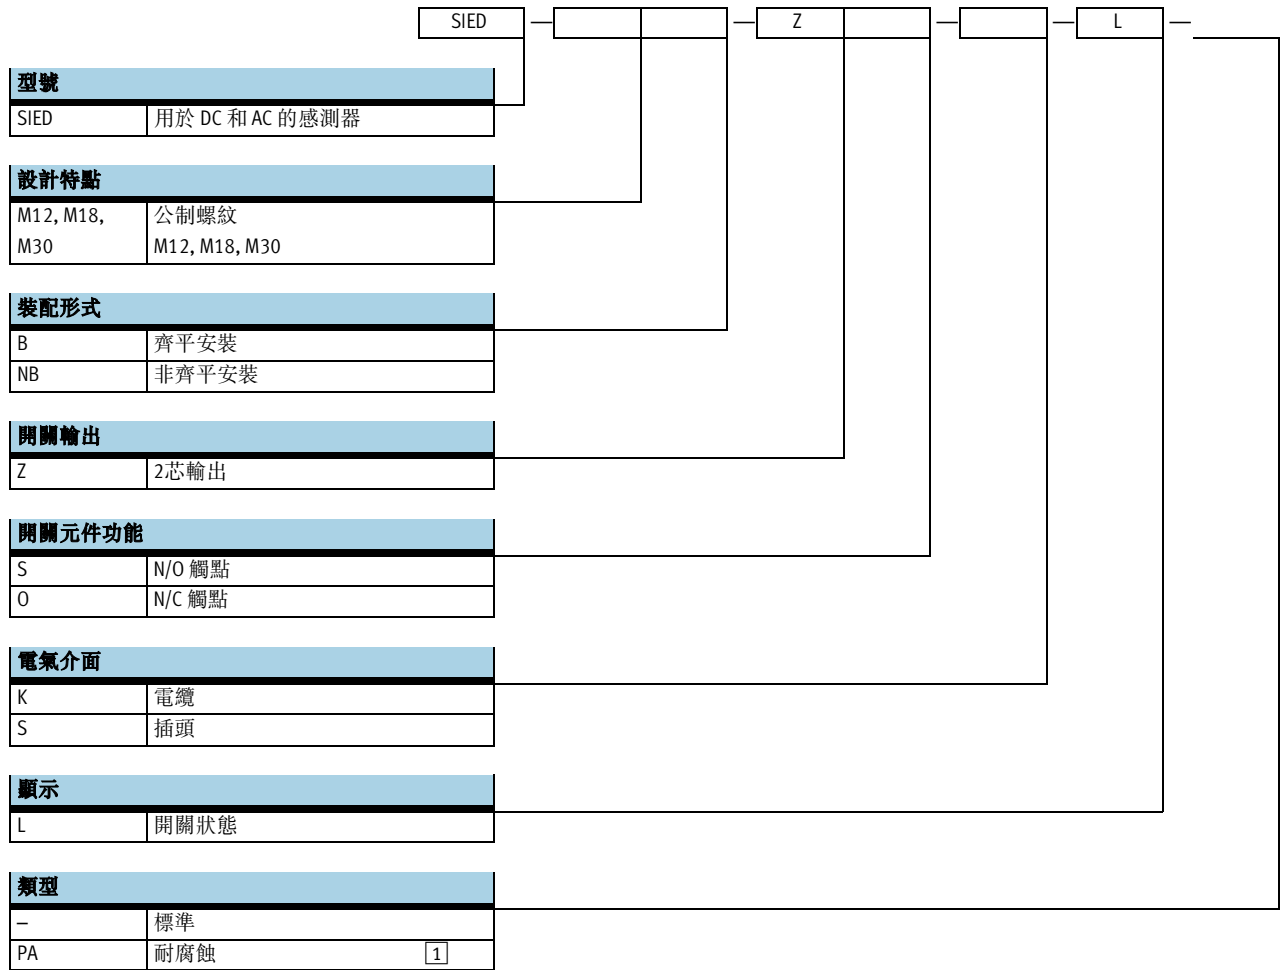 SIED — — Z — — L —
型號
SIED 用於 DC 和 AC 的感測器
設計特點
M12, M18, 公制螺紋
M30 M12, M18, M30
裝配形式
B 齊平安裝
NB 非齊平安裝
開關輸出
Z 2芯輸出
開關元件功能
S N/O 觸點
O N/C 觸點
電氣介面
K 電纜
S 插頭
顯示
L 開關狀態
類型
– 標準
PA 耐腐蝕 1